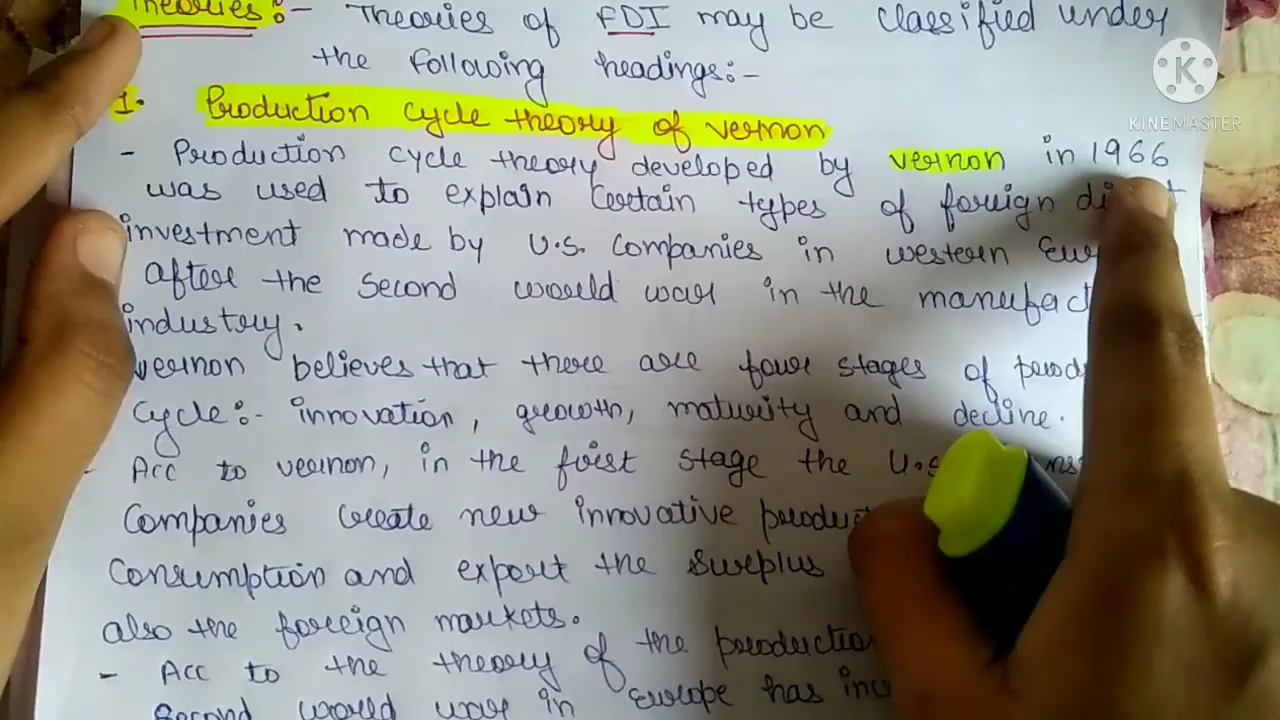 Theories:- Theories of FDI may be classified under
the following headings:-
KINEMASTER
1. Production cycle theory of vernon
- Production cycle theory developed by vernon in 1966
was used to explain certain types of foreign
investment made by U.S. Companies in western
after the second world war in the
industry.
vernon believes that there are four stages of
cycle:- innovation, growth, maturity and decline.
- Acc to vernon, in the first stage the U.S
Companies create new innovative
Consumption and export the surplus
also the foreign markets.
- Acc to the theory of the production
Second world war in Europe has